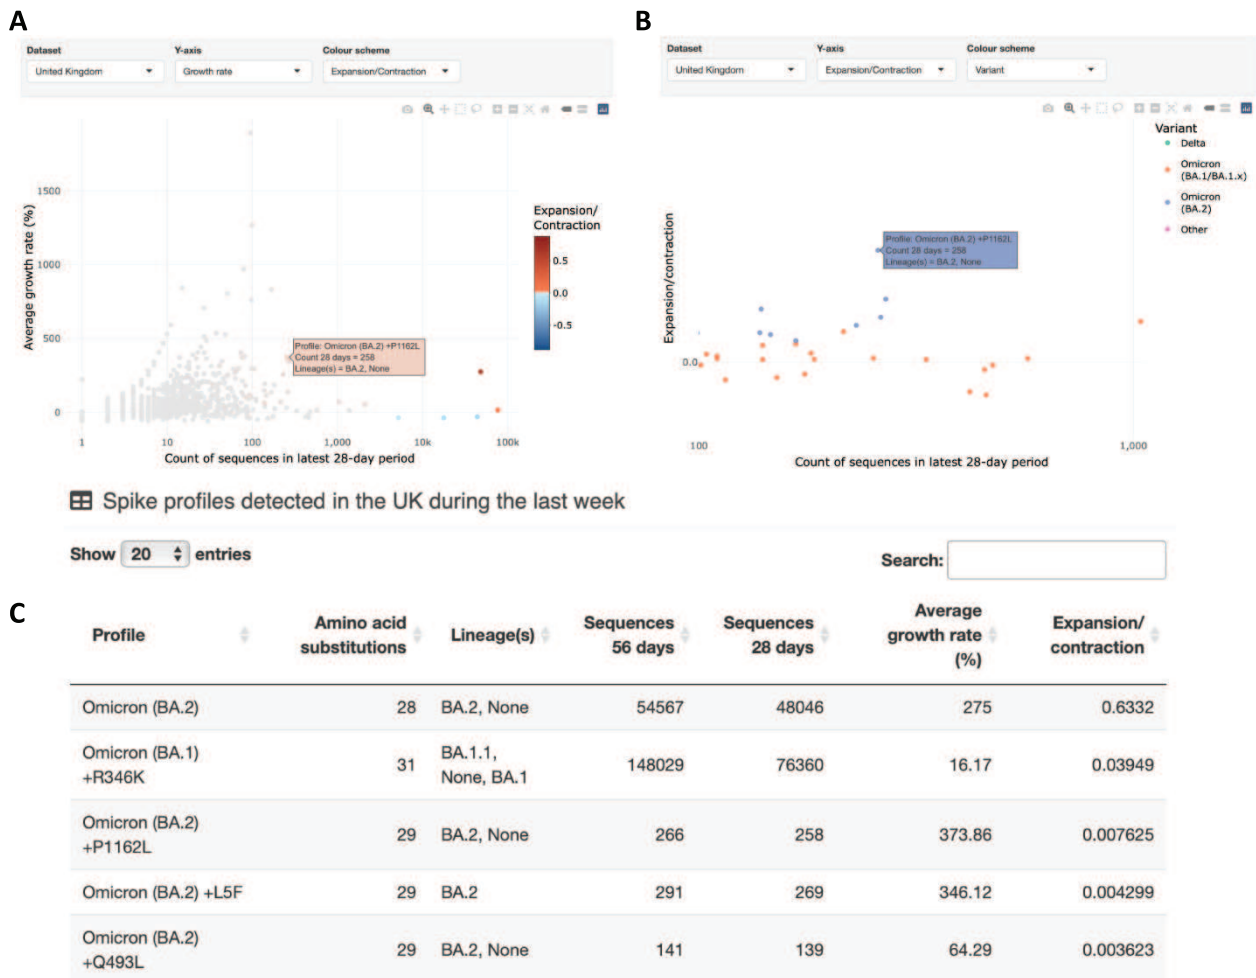 A
Dataset
Y-axis
Colour scheme
United Kingdom
Growth rate
Expansion/Contraction
Average growth rate (%)
1500
1000
500
0
Profile: Omicron (BA.2) +P1162L
Count 28 days = 258
Lineage(s) = BA.2, None
1
10
100
1,000
10k
100k
Count of sequences in latest 28-day period
Expansion/
Contraction
0.5
0.0
-0.5
B
Dataset
Y-axis
Colour scheme
United Kingdom
Expansion/Contraction
Variant
Expansion/contraction
0.0
Profile: Omicron (BA.2) +P1162L
Count 28 days = 258
Lineage(s) = BA.2, None
100
1,000
Count of sequences in latest 28-day period
Variant
Delta
Omicron
(BA.1/BA.1.x)
Omicron
(BA.2)
Other
Spike profiles detected in the UK during the last week
Show 20 entries
Search:
C
Profile
Amino acid
substitutions
Lineage(s)
Sequences
56 days
Sequences
28 days
Average
growth rate
(%)
Expansion/
contraction
Omicron (BA.2) 28 BA.2, None 54567 48046 275 0.6332
Omicron (BA.1)
+R346K
31
BA.1.1,
None, BA.1
148029 76360 16.17 0.03949
Omicron (BA.2)
+P1162L
29 BA.2, None 266 258 373.86 0.007625
Omicron (BA.2) +L5F 29 BA.2 291 269 346.12 0.004299
Omicron (BA.2)
+Q493L
29 BA.2, None 141 139 64.29 0.003623